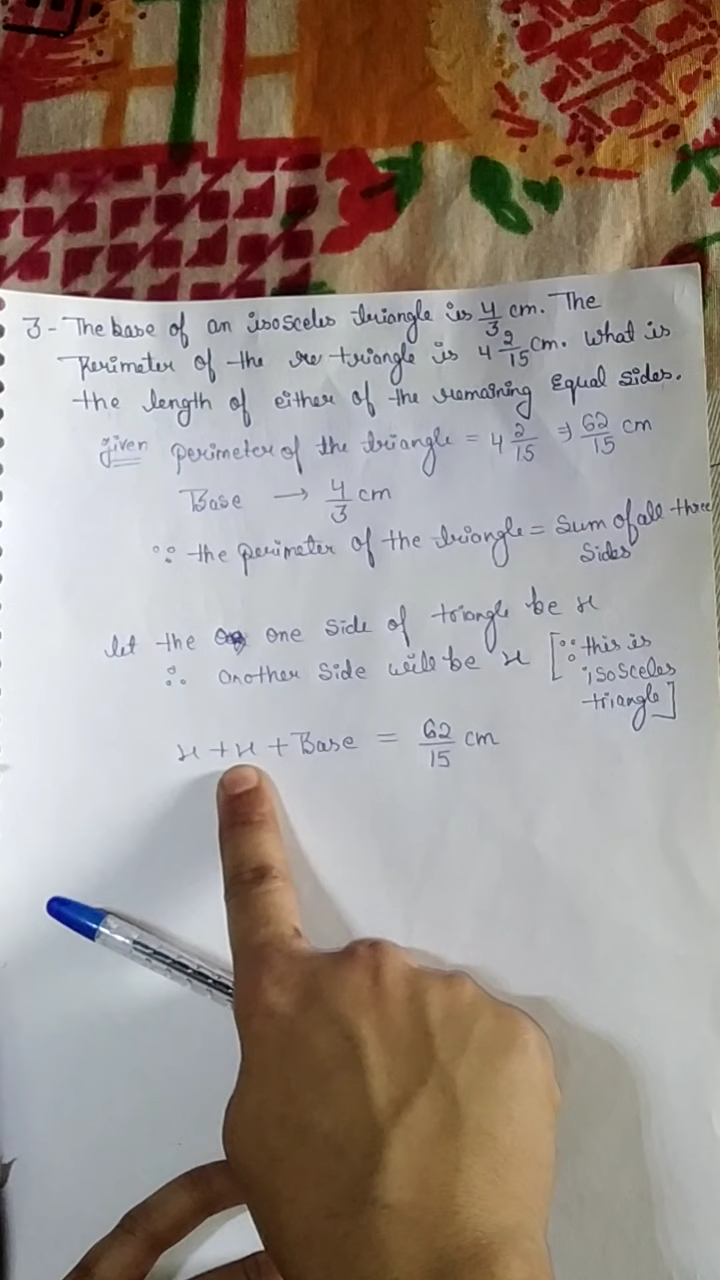 3- The base of an isosceles triangle is 4/3 cm. The
Perimeter of the re triangle is 4 2/15 cm. What is
the length of either of the remaining Equal Sides.
given perimeter of the triangle = 4 2/15 ⇒ 62/15 cm
Base → 4/3 cm
∵ the perimeter of the triangle = Sum of all three
Sides
let the one side of triangle be x
∴ another side will be x [∵ this is
isosceles
triangle]
x + x + Base = 62/15 cm